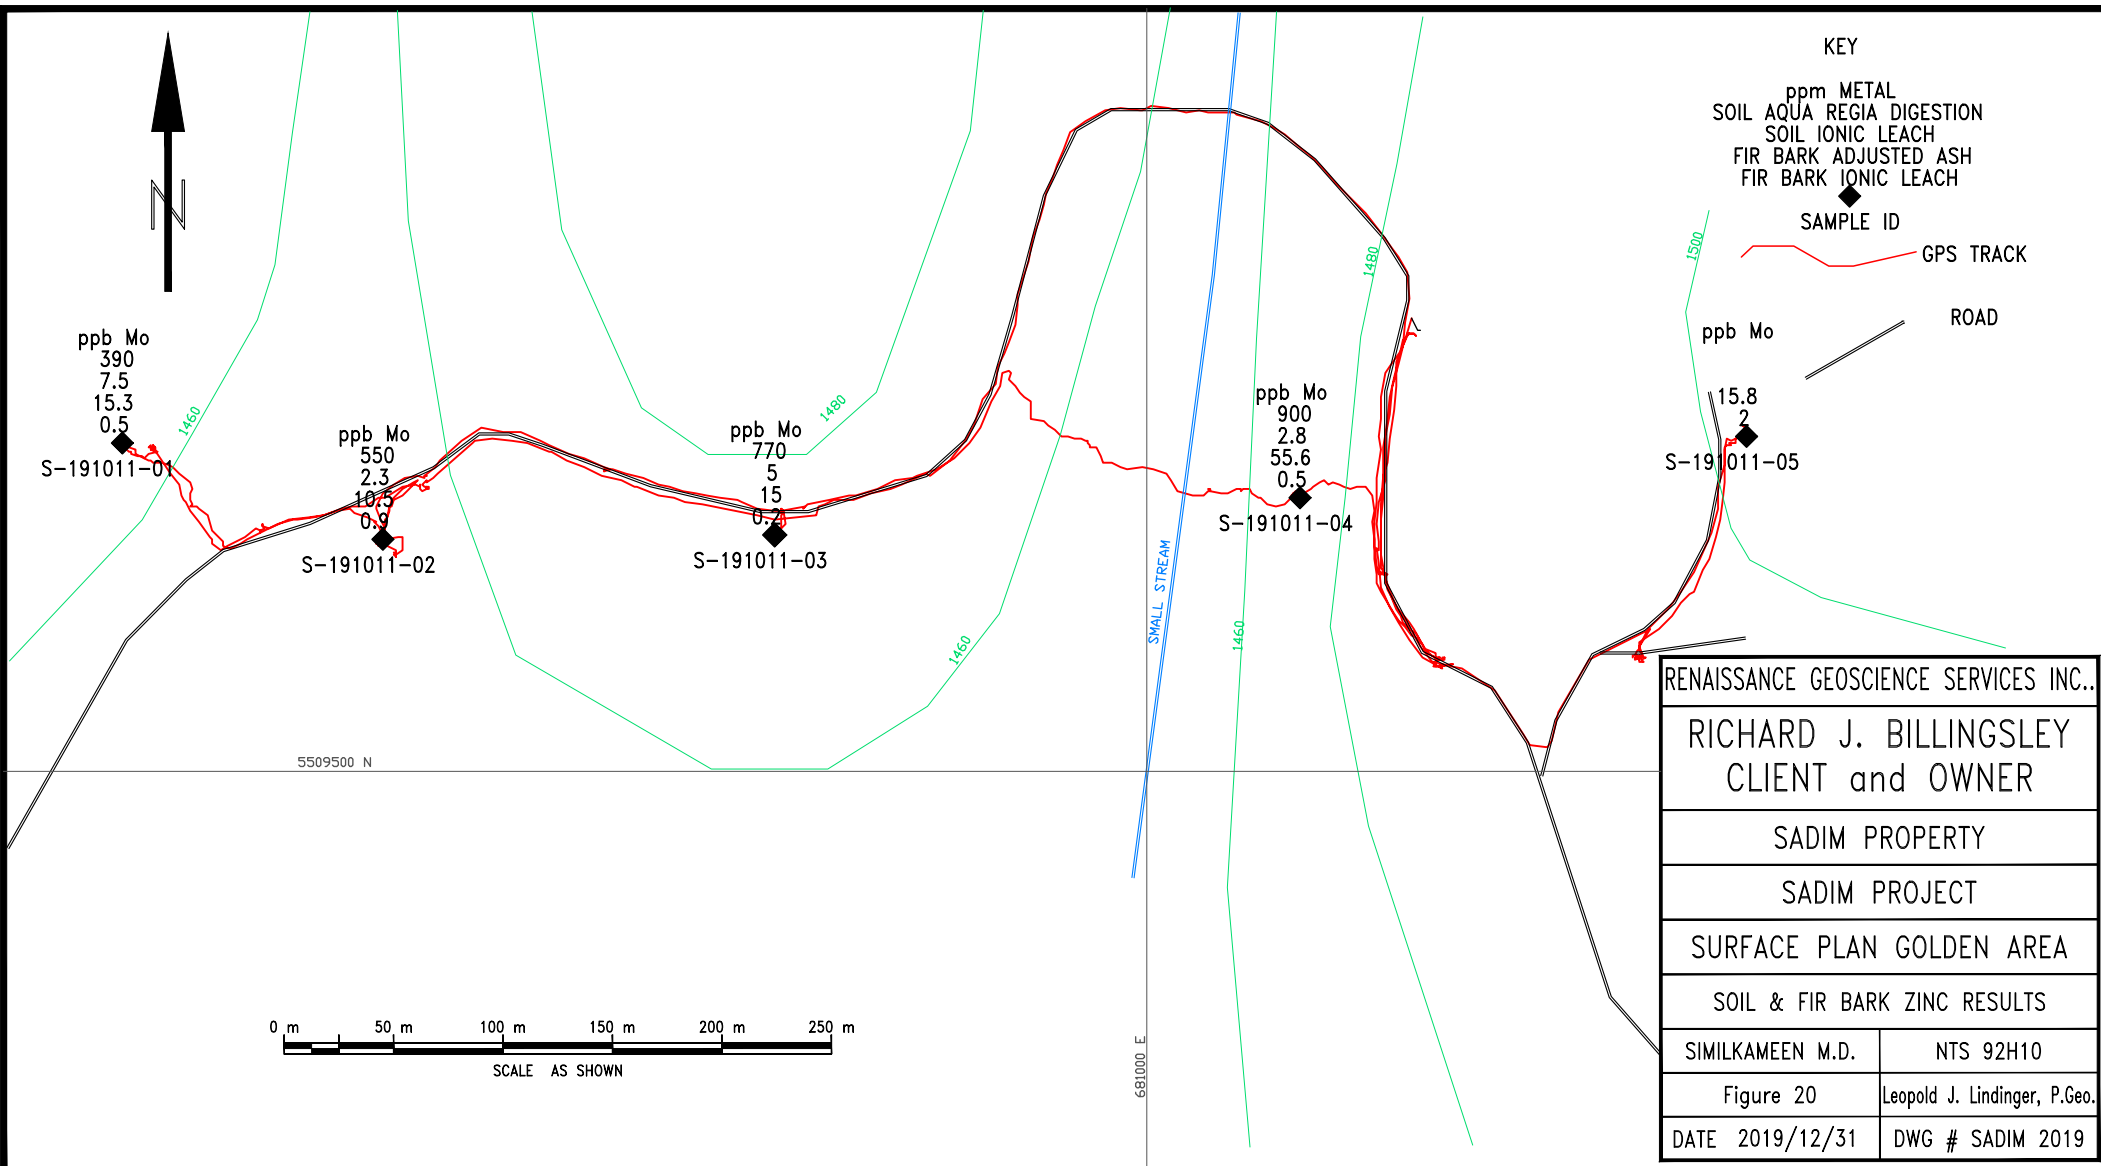 KEY
ppm METAL
SOIL AQUA REGIA DIGESTION
SOIL IONIC LEACH
FIR BARK ADJUSTED ASH
FIR BARK IONIC LEACH
SAMPLE ID
GPS TRACK
ROAD
N
1500
1480
1480
1460
1460
1460
ppb Mo
390
7.5
15.3
0.5
S-191011-01
ppb Mo
550
2.3
10.5
0.9
S-191011-02
ppb Mo
770
5
15
0.2
S-191011-03
ppb Mo
900
2.8
55.6
0.5
S-191011-04
ppb Mo
15.8
2
S-191011-05
SMALL STREAM
5509500 N
681000 E
0 m 50 m 100 m 150 m 200 m 250 m
SCALE AS SHOWN
RENAISSANCE GEOSCIENCE SERVICES INC..
RICHARD J. BILLINGSLEY
CLIENT and OWNER
SADIM PROPERTY
SADIM PROJECT
SURFACE PLAN GOLDEN AREA
SOIL & FIR BARK ZINC RESULTS
SIMILKAMEEN M.D. NTS 92H10
Figure 20 Leopold J. Lindinger, P.Geo.
DATE 2019/12/31 DWG # SADIM 2019